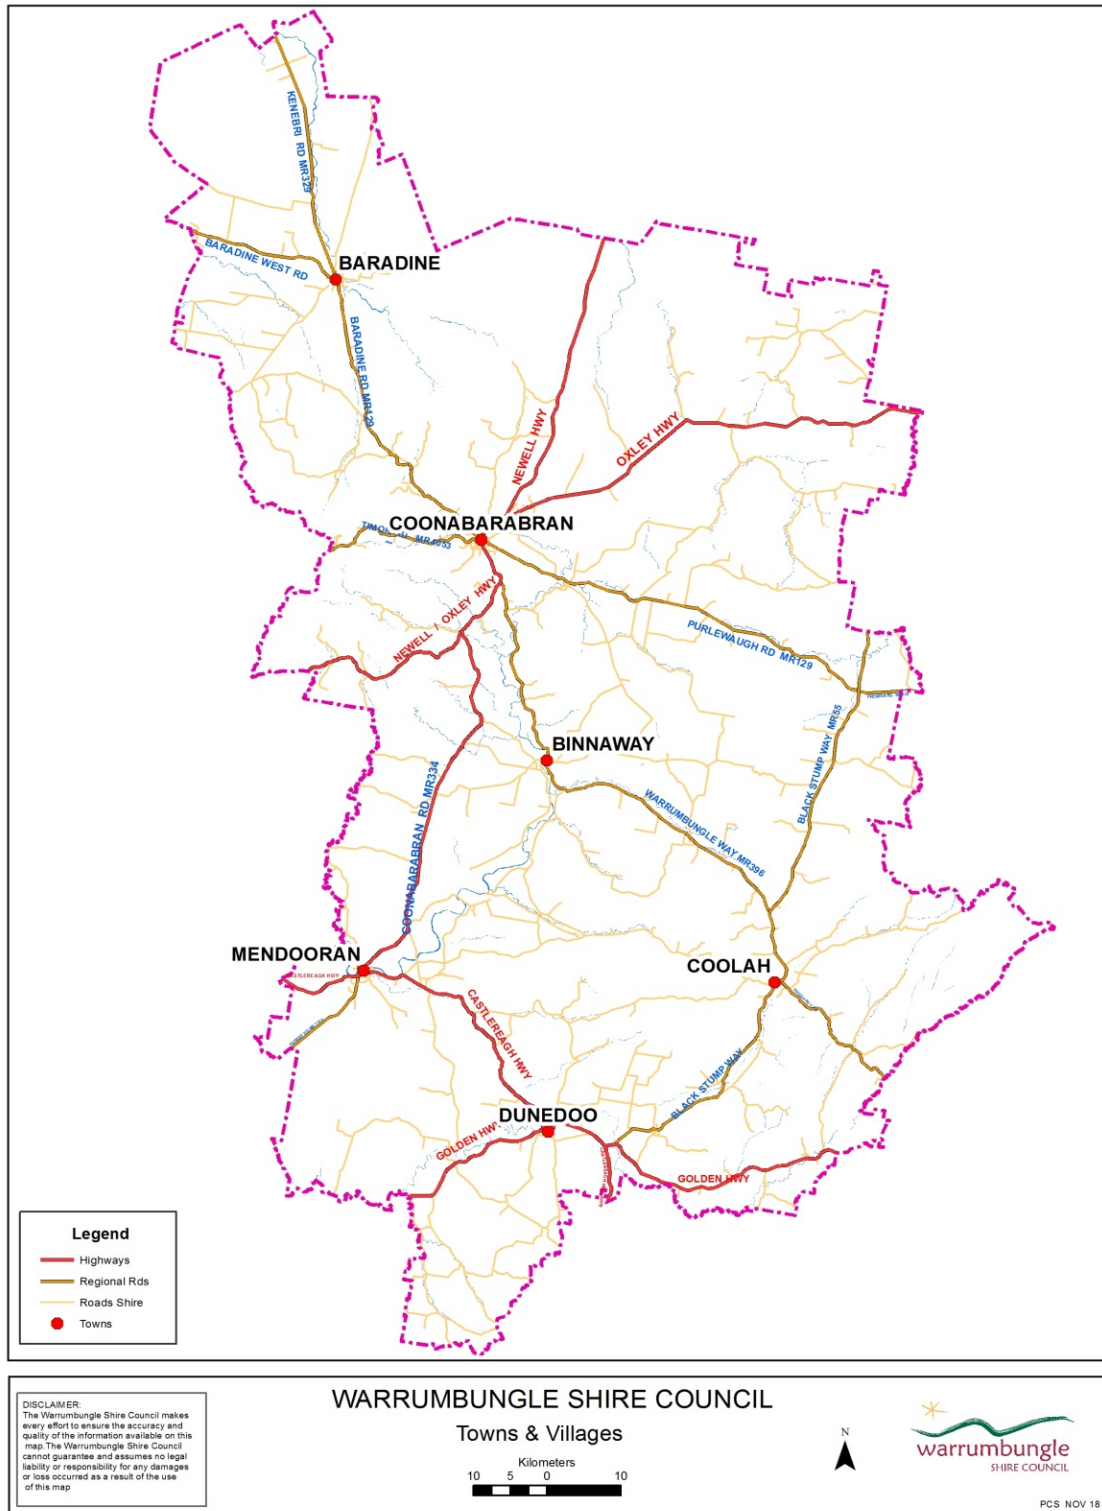 KENEBRI RD MR329
BARADINE WEST RD
BARADINE
BARADINE RD MR129
NEWELL HWY
OXLEY HWY
COONABARABRAN
MR4053
NEWELL / OXLEY HWY
PURLEWAUGH RD MR129
BLACK STUMP WAY MR55
BINNAWAY
WARRUMBUNGLE WAY MR396
COONABARABRAN RD MR334
MENDOORAN
COOLAH
CASTLEREAGH HWY
BLACK STUMP WAY
DUNEDOO
GOLDEN HW
GOLDEN HWY
Legend
Highways
Regional Rds
Roads Shire
Towns
DISCLAIMER:
The Warrumbungle Shire Council makes
every effort to ensure the accuracy and
quality of the information available on this
map. The Warrumbungle Shire Council
cannot guarantee and assumes no legal
liability or responsibility for any damages
or loss occurred as a result of the use
of this map
WARRUMBUNGLE SHIRE COUNCIL
Towns & Villages
Kilometers
10 5 0 10
N
warrumbungle
SHIRE COUNCIL
PCS NOV 18